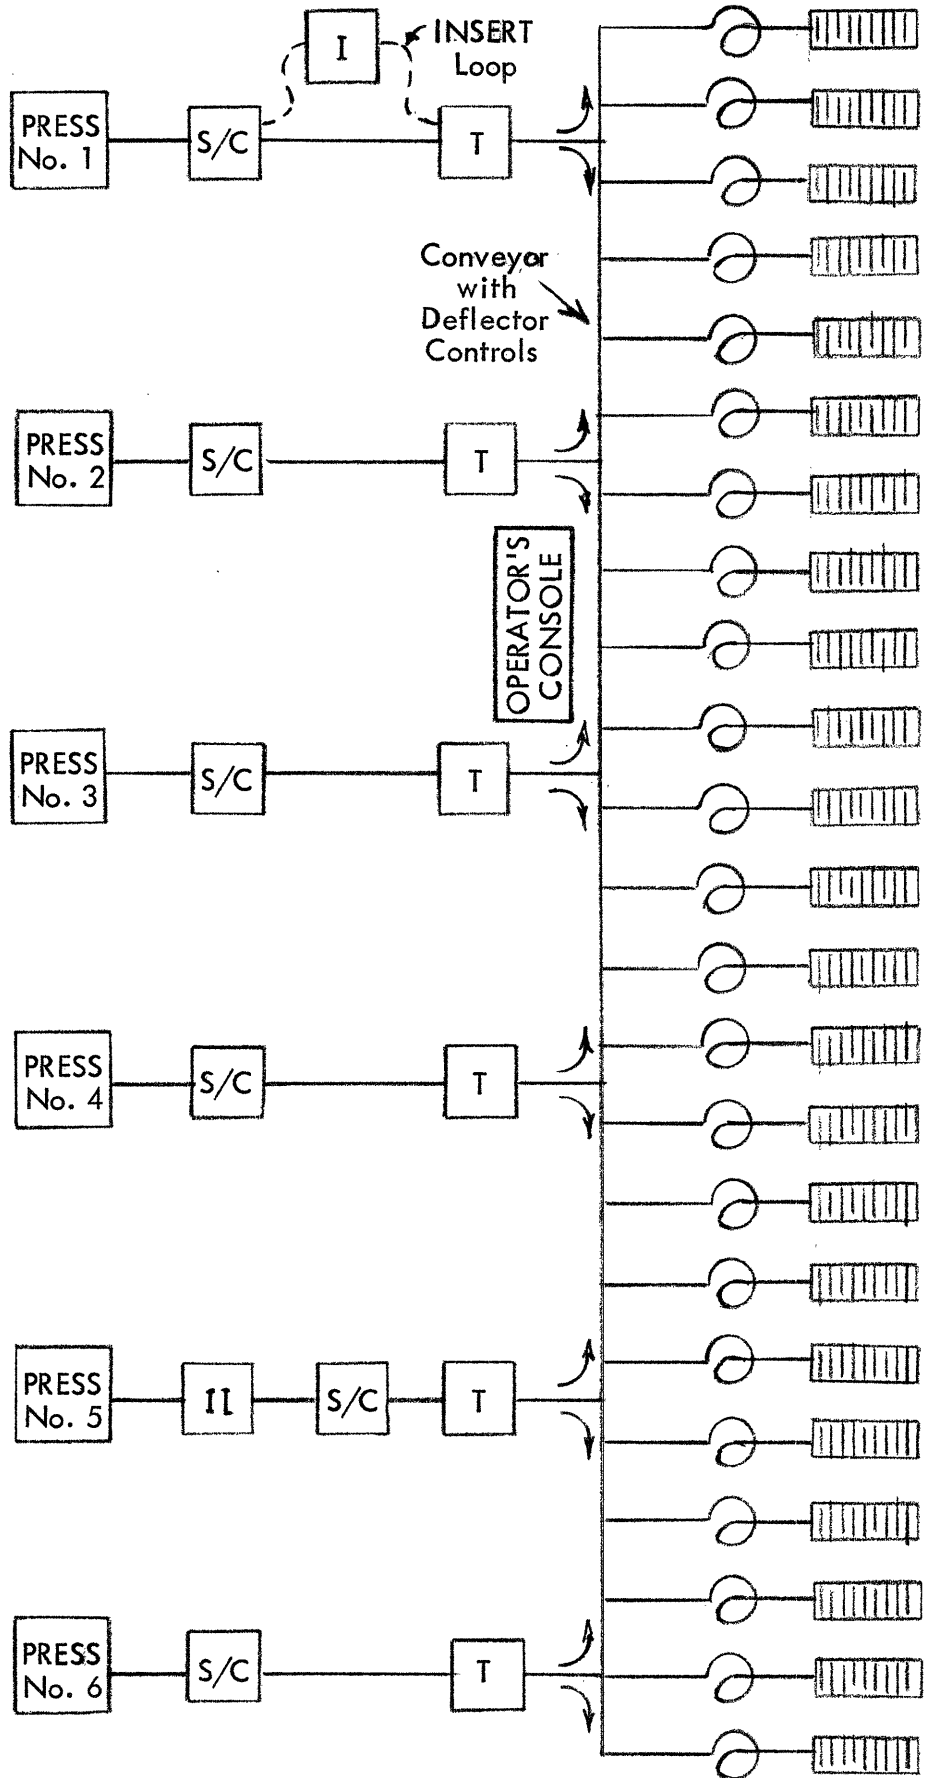 I
INSERT
Loop
PRESS
No. 1
S/C
T
Conveyor
with
Deflector
Controls
PRESS
No. 2
S/C
T
OPERATOR'S
CONSOLE
PRESS
No. 3
S/C
T
PRESS
No. 4
S/C
T
PRESS
No. 5
II
S/C
T
PRESS
No. 6
S/C
T